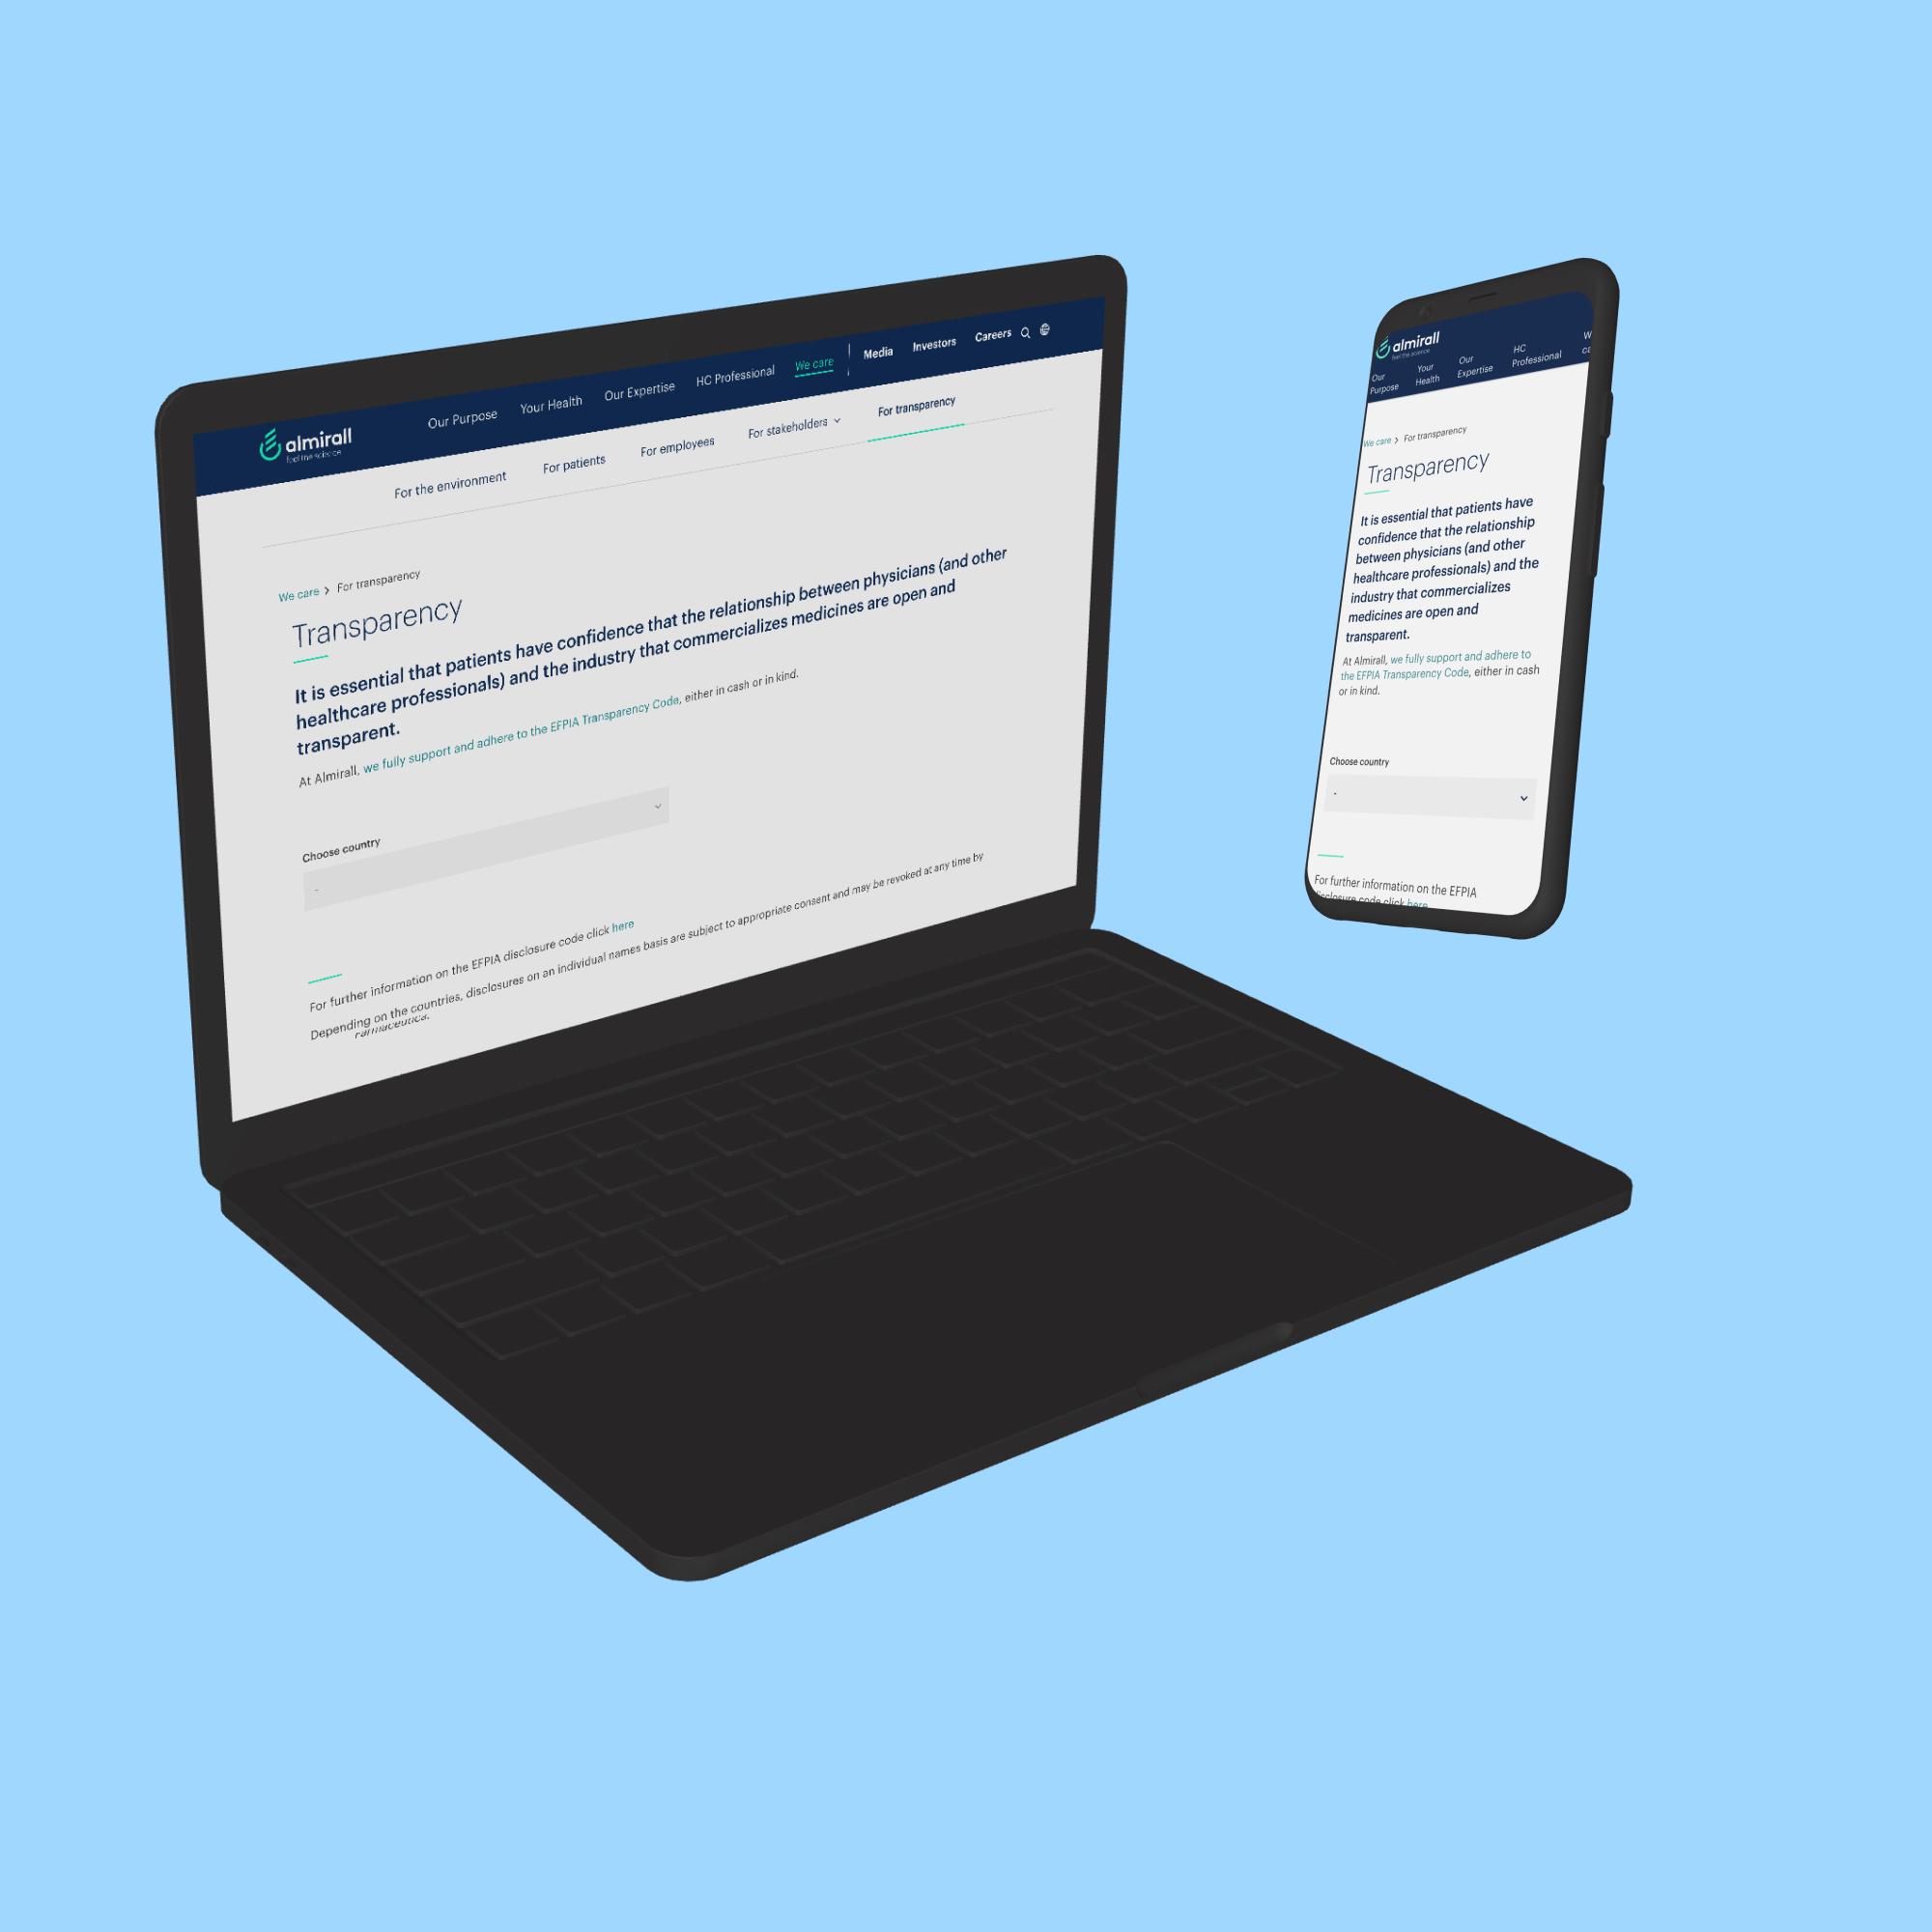 almirall
feel the science
Our Purpose Your Health Our Expertise HC Professional We care Media Investors Careers
For the environment For patients For employees For stakeholders For transparency
We care > For transparency
Transparency
It is essential that patients have confidence that the relationship between physicians (and other
healthcare professionals) and the industry that commercializes medicines are open and
transparent.
At Almirall, we fully support and adhere to the EFPIA Transparency Code, either in cash or in kind.
Choose country
-
For further information on the EFPIA disclosure code click here
Depending on the countries, disclosures on an individual names basis are subject to appropriate consent and may be revoked at any time by
Farmaceutica.
almirall
feel the science
Our Your Our HC
Purpose Health Expertise Professional
We care > For transparency
Transparency
It is essential that patients have
confidence that the relationship
between physicians (and other
healthcare professionals) and the
industry that commercializes
medicines are open and
transparent.
At Almirall, we fully support and adhere to
the EFPIA Transparency Code, either in cash
or in kind.
Choose country
-
For further information on the EFPIA
disclosure code click here